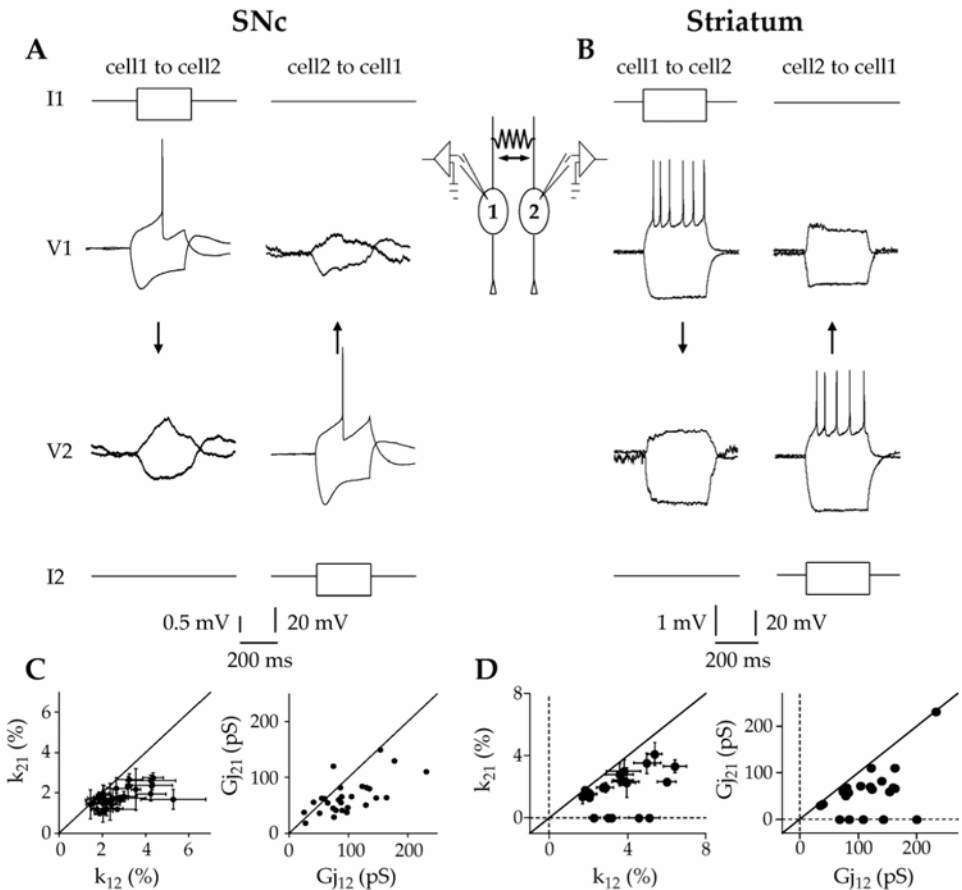 SNc
Striatum
A
B
cell1 to cell2
cell2 to cell1
cell1 to cell2
cell2 to cell1
I1
V1
1
2
V2
I2
0.5 mV
20 mV
200 ms
1 mV
20 mV
200 ms
C
D
k21 (%)
6
4
2
0
0 2 4 6
k12 (%)
Gj21 (pS)
200
100
0
0 100 200
Gj12 (pS)
k21 (%)
8
4
0
0 4 8
k12 (%)
Gj21 (pS)
200
100
0
0 100 200
Gj12 (pS)